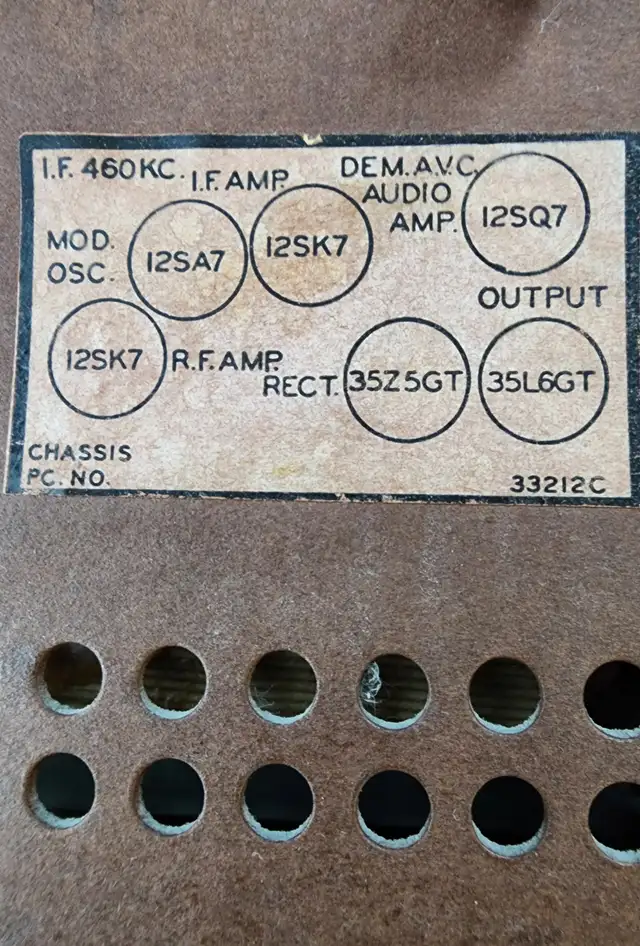 I.F. 460KC.
I.F. AMP.
DEM. A.V.C.
AUDIO
AMP.
12SQ7
MOD.
OSC.
12SA7
12SK7
OUTPUT
12SK7
R.F. AMP.
RECT.
35Z5GT
35L6GT
CHASSIS
PC. NO.
33212C